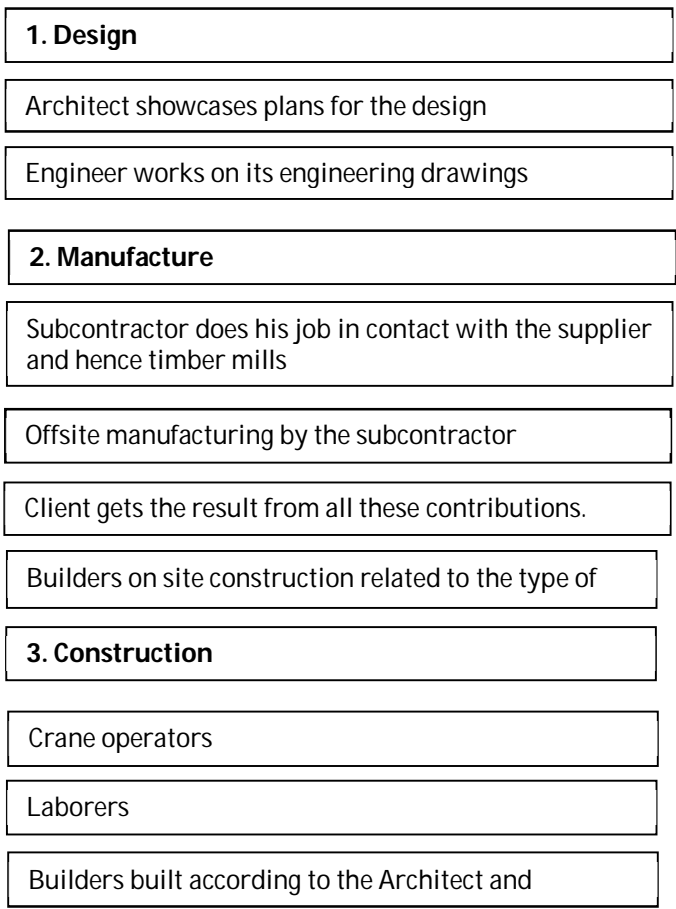 1. Design
Architect showcases plans for the design
Engineer works on its engineering drawings
2. Manufacture
Subcontractor does his job in contact with the supplier
and hence timber mills
Offsite manufacturing by the subcontractor
Client gets the result from all these contributions.
Builders on site construction related to the type of
3. Construction
Crane operators
Laborers
Builders built according to the Architect and